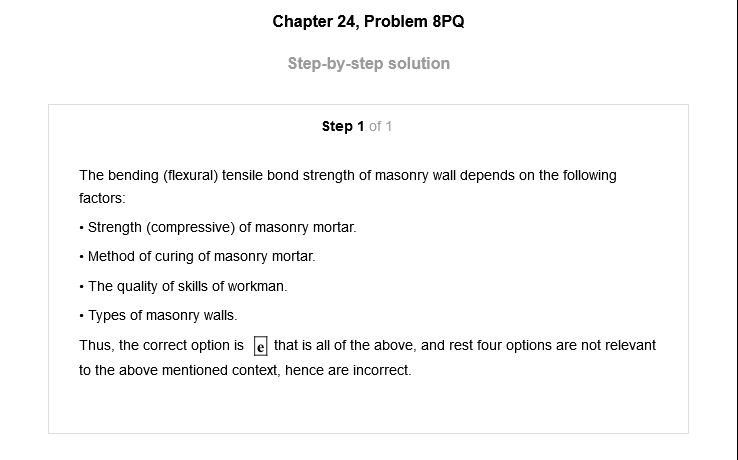 Chapter 24, Problem 8PQ
Step-by-step solution
Step 1 of 1
The bending (flexural) tensile bond strength of masonry wall depends on the following
factors:
• Strength (compressive) of masonry mortar.
• Method of curing of masonry mortar.
• The quality of skills of workman.
• Types of masonry walls.
Thus, the correct option is e that is all of the above, and rest four options are not relevant
to the above mentioned context, hence are incorrect.